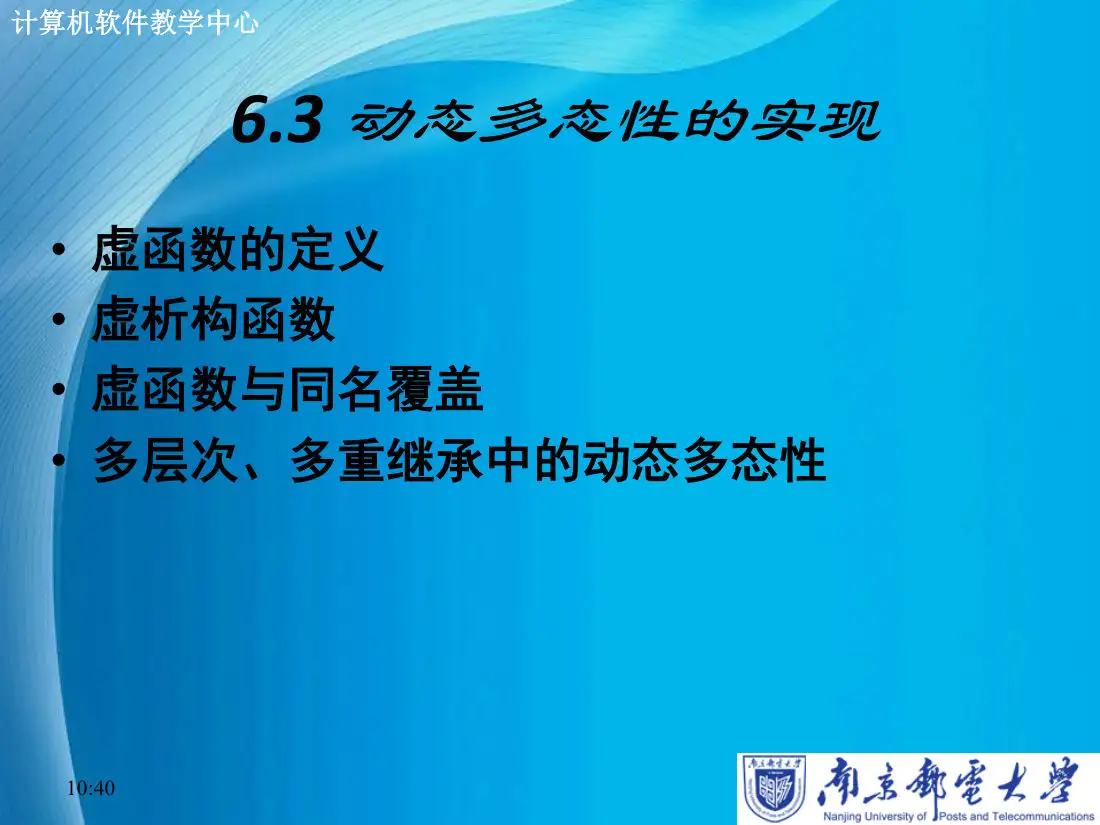 计算机软件教学中心
6.3 动态多态性的实现
• 虚函数的定义
• 虚析构函数
• 虚函数与同名覆盖
• 多层次、多重继承中的动态多态性
10:40
南京郵電大學
Nanjing University of Posts and Telecommunications